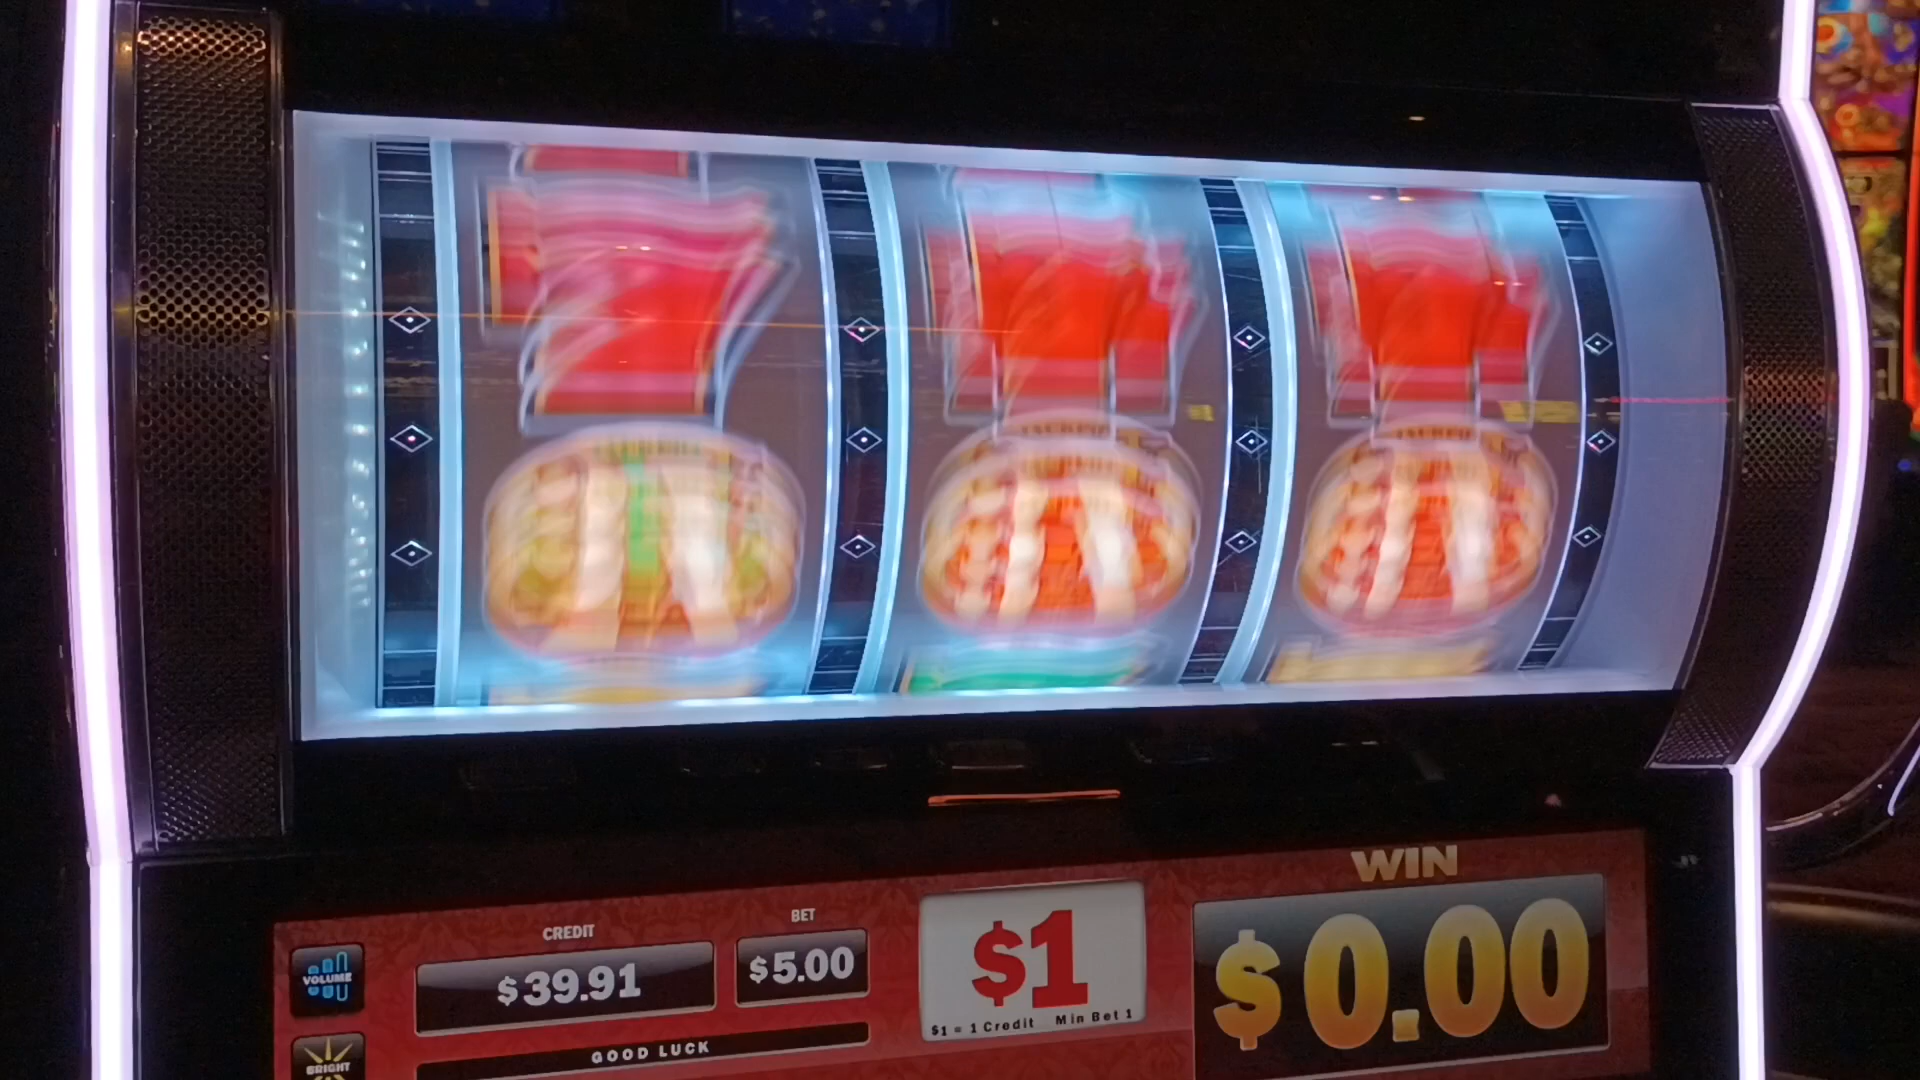 WIN
CREDIT
BET
VOLUME
$39.91
$5.00
$1
$0.00
$1 = 1 Credit Min Bet 1
GOOD LUCK
BRIGHT